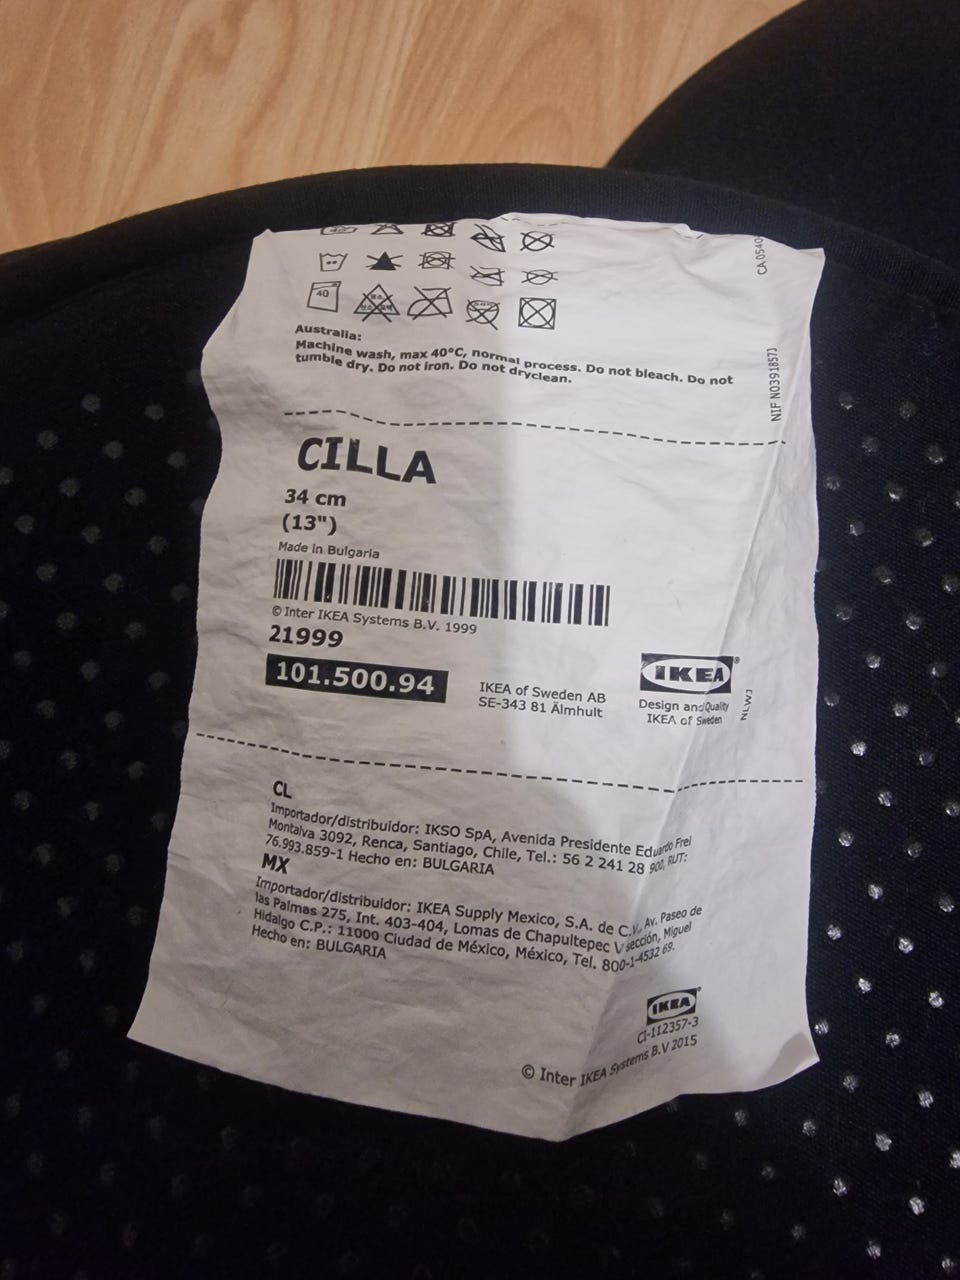 CA 0540
40
Australia:
Machine wash, max 40°C, normal process. Do not bleach. Do not
tumble dry. Do not iron. Do not dryclean.
NIF N0391857J
CILLA
34 cm
(13")
Made in Bulgaria
© Inter IKEA Systems B.V. 1999
21999
101.500.94
IKEA of Sweden AB
SE-343 81 Älmhult
IKEA®
Design and Quality
IKEA of Sweden
NLWJ
CL
Importador/distribuidor: IKSO SpA, Avenida Presidente Eduardo Frei
Montalva 3092, Renca, Santiago, Chile, Tel.: 56 2 241 28 900, RUT:
76.993.859-1 Hecho en: BULGARIA
MX
Importador/distribuidor: IKEA Supply Mexico, S.A. de C.V., Av. Paseo de
las Palmas 275, Int. 403-404, Lomas de Chapultepec V sección, Miguel
Hidalgo C.P.: 11000 Ciudad de México, México, Tel. 800-1-4532 69.
Hecho en: BULGARIA
IKEA®
CI-112357-3
© Inter IKEA Systems B.V 2015